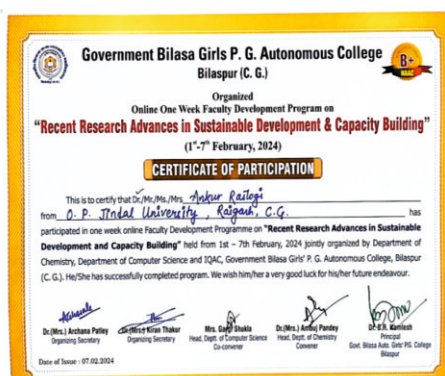 Government Bilasa Girls P. G. Autonomous College
Bilaspur (C. G.)
B+
NAAC
Organized
Online One Week Faculty Development Program on
"Recent Research Advances in Sustainable Development & Capacity Building"
(1st-7th February, 2024)
CERTIFICATE OF PARTICIPATION
This is to certify that Dr./Mr./Ms./Mrs. Ankur Rastogi
from O. P. Jindal University, Raigarh, C.G. has
participated in one week online Faculty Development Programme on "Recent Research Advances in Sustainable
Development and Capacity Building" held from 1st – 7th February, 2024 jointly organized by Department of
Chemistry, Department of Computer Science and IQAC, Government Bilasa Girls' P. G. Autonomous College, Bilaspur
(C. G.). He/She has successfully completed program. We wish him/her a very good luck for his/her future endeavour.
Dr.(Mrs.) Archana Patley
Organizing Secretary
Dr.(Mrs.) Kiran Thakur
Organizing Secretary
Mrs. Shukla
Head, Deptt. of Computer Science
Co-convener
Dr.(Mrs.) Ambuj Pandey
Head, Deptt. of Chemistry
Convener
Dr. S.R. Kamlesh
Principal
Govt. Bilasa Auto. Girls' PG. College
Bilaspur
Date of Issue : 07.02.2024